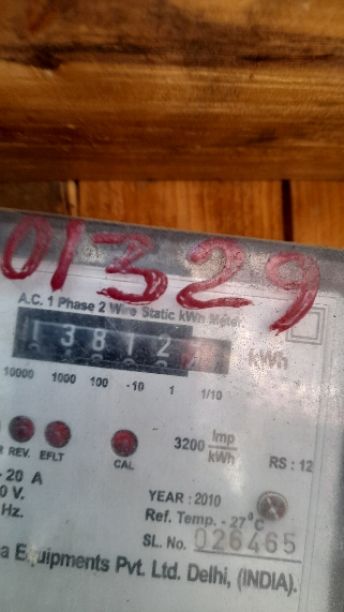 01329
A.C. 1 Phase 2 Wire Static kWh Meter.
13812 kWh
10000 1000 100 -10 1 1/10
REV. EFLT CAL 3200 Imp/kWh RS : 12
- 20 A
0 V. YEAR : 2010
Hz. Ref. Temp. - 27°C
SL. No. 026465
a Equipments Pvt. Ltd. Delhi, (INDIA).